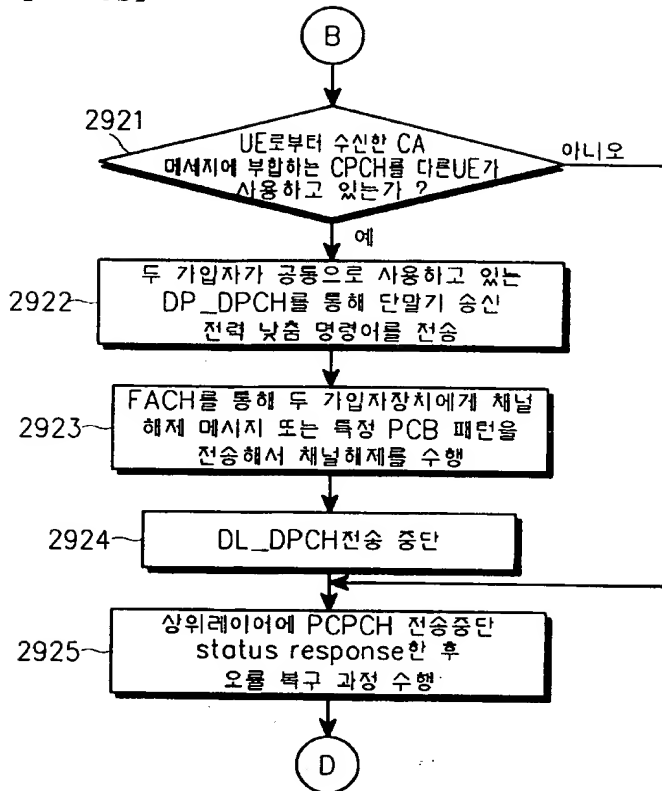 B
2921
UE로부터 수신한 CA
메세지에 부합하는 CPCH를 다른UE가
사용하고 있는가 ?
아니오
예
2922
두 가입자가 공통으로 사용하고 있는
DP_DPCH를 통해 단말기 송신
전력 낮춤 명령어를 전송
2923
FACH를 통해 두 가입자장치에게 채널
해제 메시지 또는 특정 PCB 패턴을
전송해서 채널해제를 수행
2924
DL_DPCH전송 중단
2925
상위레이어에 PCPCH 전송중단
status response한 후
오률 복구 과정 수행
D